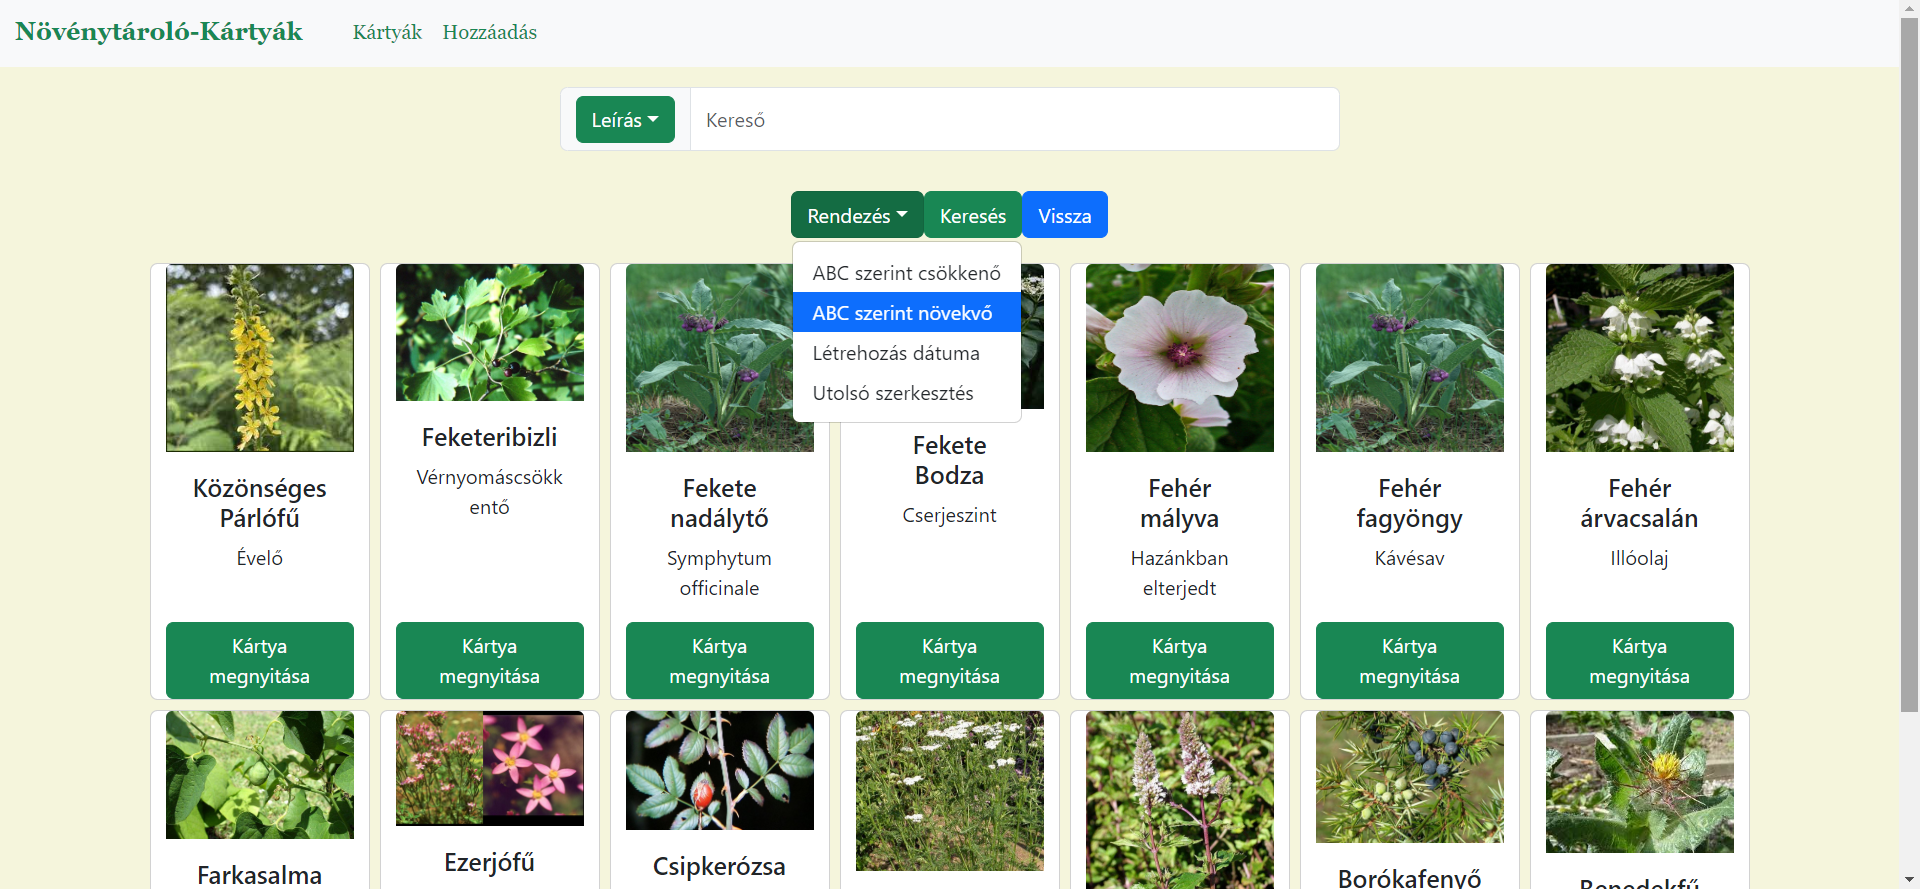 Növénytároló-Kártyák
Kártyák
Hozzáadás
Leírás
Kereső
Rendezés
Keresés
Vissza
ABC szerint csökkenő
ABC szerint növekvő
Létrehozás dátuma
Utolsó szerkesztés
Közönséges
Párlófű
Évelő
Kártya
megnyitása
Feketeribizli
Vérnyomáscsökk
entő
Kártya
megnyitása
Fekete
nadálytő
Symphytum
officinale
Kártya
megnyitása
Fekete
Bodza
Cserjeszint
Kártya
megnyitása
Fehér
mályva
Hazánkban
elterjedt
Kártya
megnyitása
Fehér
fagyöngy
Kávésav
Kártya
megnyitása
Fehér
árvacsalán
Illóolaj
Kártya
megnyitása
Farkasalma
Ezerjófű
Csipkerózsa
Borókafenyő
Benedekfű